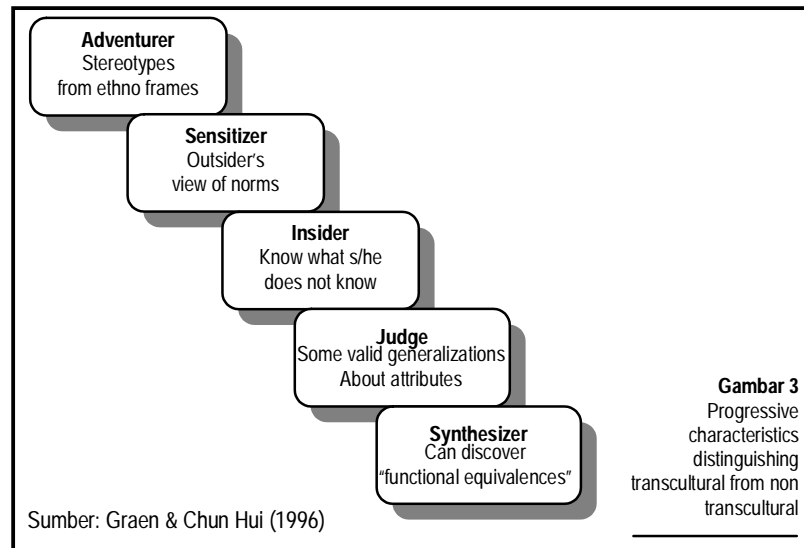 Adventurer
Stereotypes
from ethno frames
Sensitizer
Outsider's
view of norms
Insider
Know what s/he
does not know
Judge
Some valid generalizations
About attributes
Synthesizer
Can discover
“functional equivalences”
Gambar 3
Progressive
characteristics
distinguishing
transcultural from non
transcultural
Sumber: Graen & Chun Hui (1996)